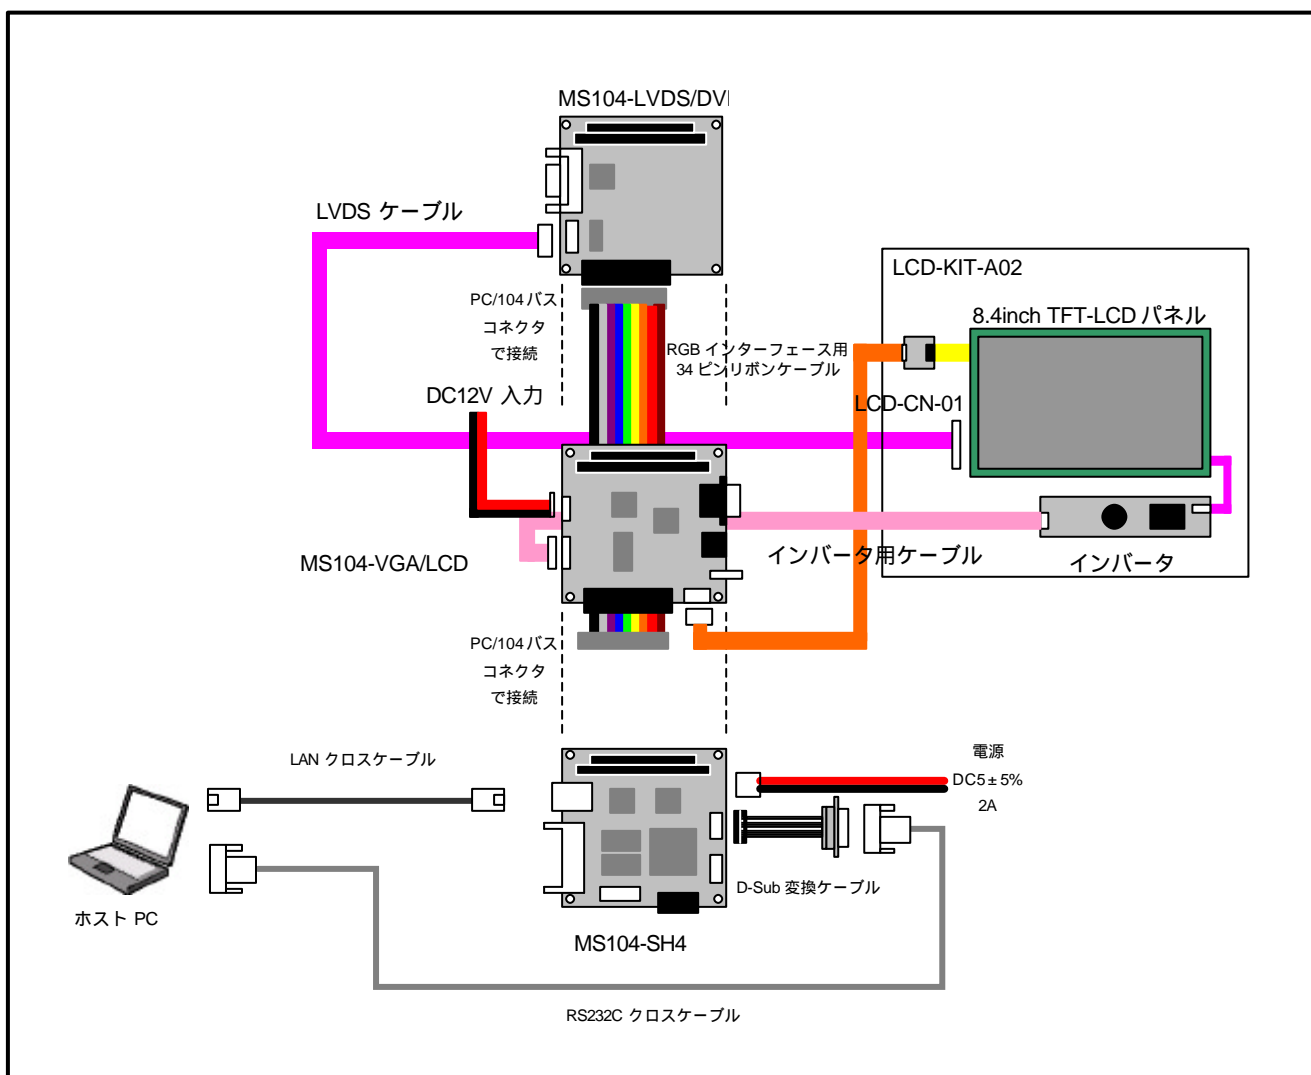 MS104-LVDS/DVI
LVDS ケーブル
LCD-KIT-A02
8.4inch TFT-LCD パネル
PC/104 バス
コネクタ
で接続
RGB インターフェース用
34 ピンリボンケーブル
DC12V 入力
LCD-CN-01
MS104-VGA/LCD
インバータ用ケーブル
インバータ
PC/104 バス
コネクタ
で接続
LAN クロスケーブル
電源
DC5±5%
2A
D-Sub 変換ケーブル
ホスト PC
MS104-SH4
RS232C クロスケーブル